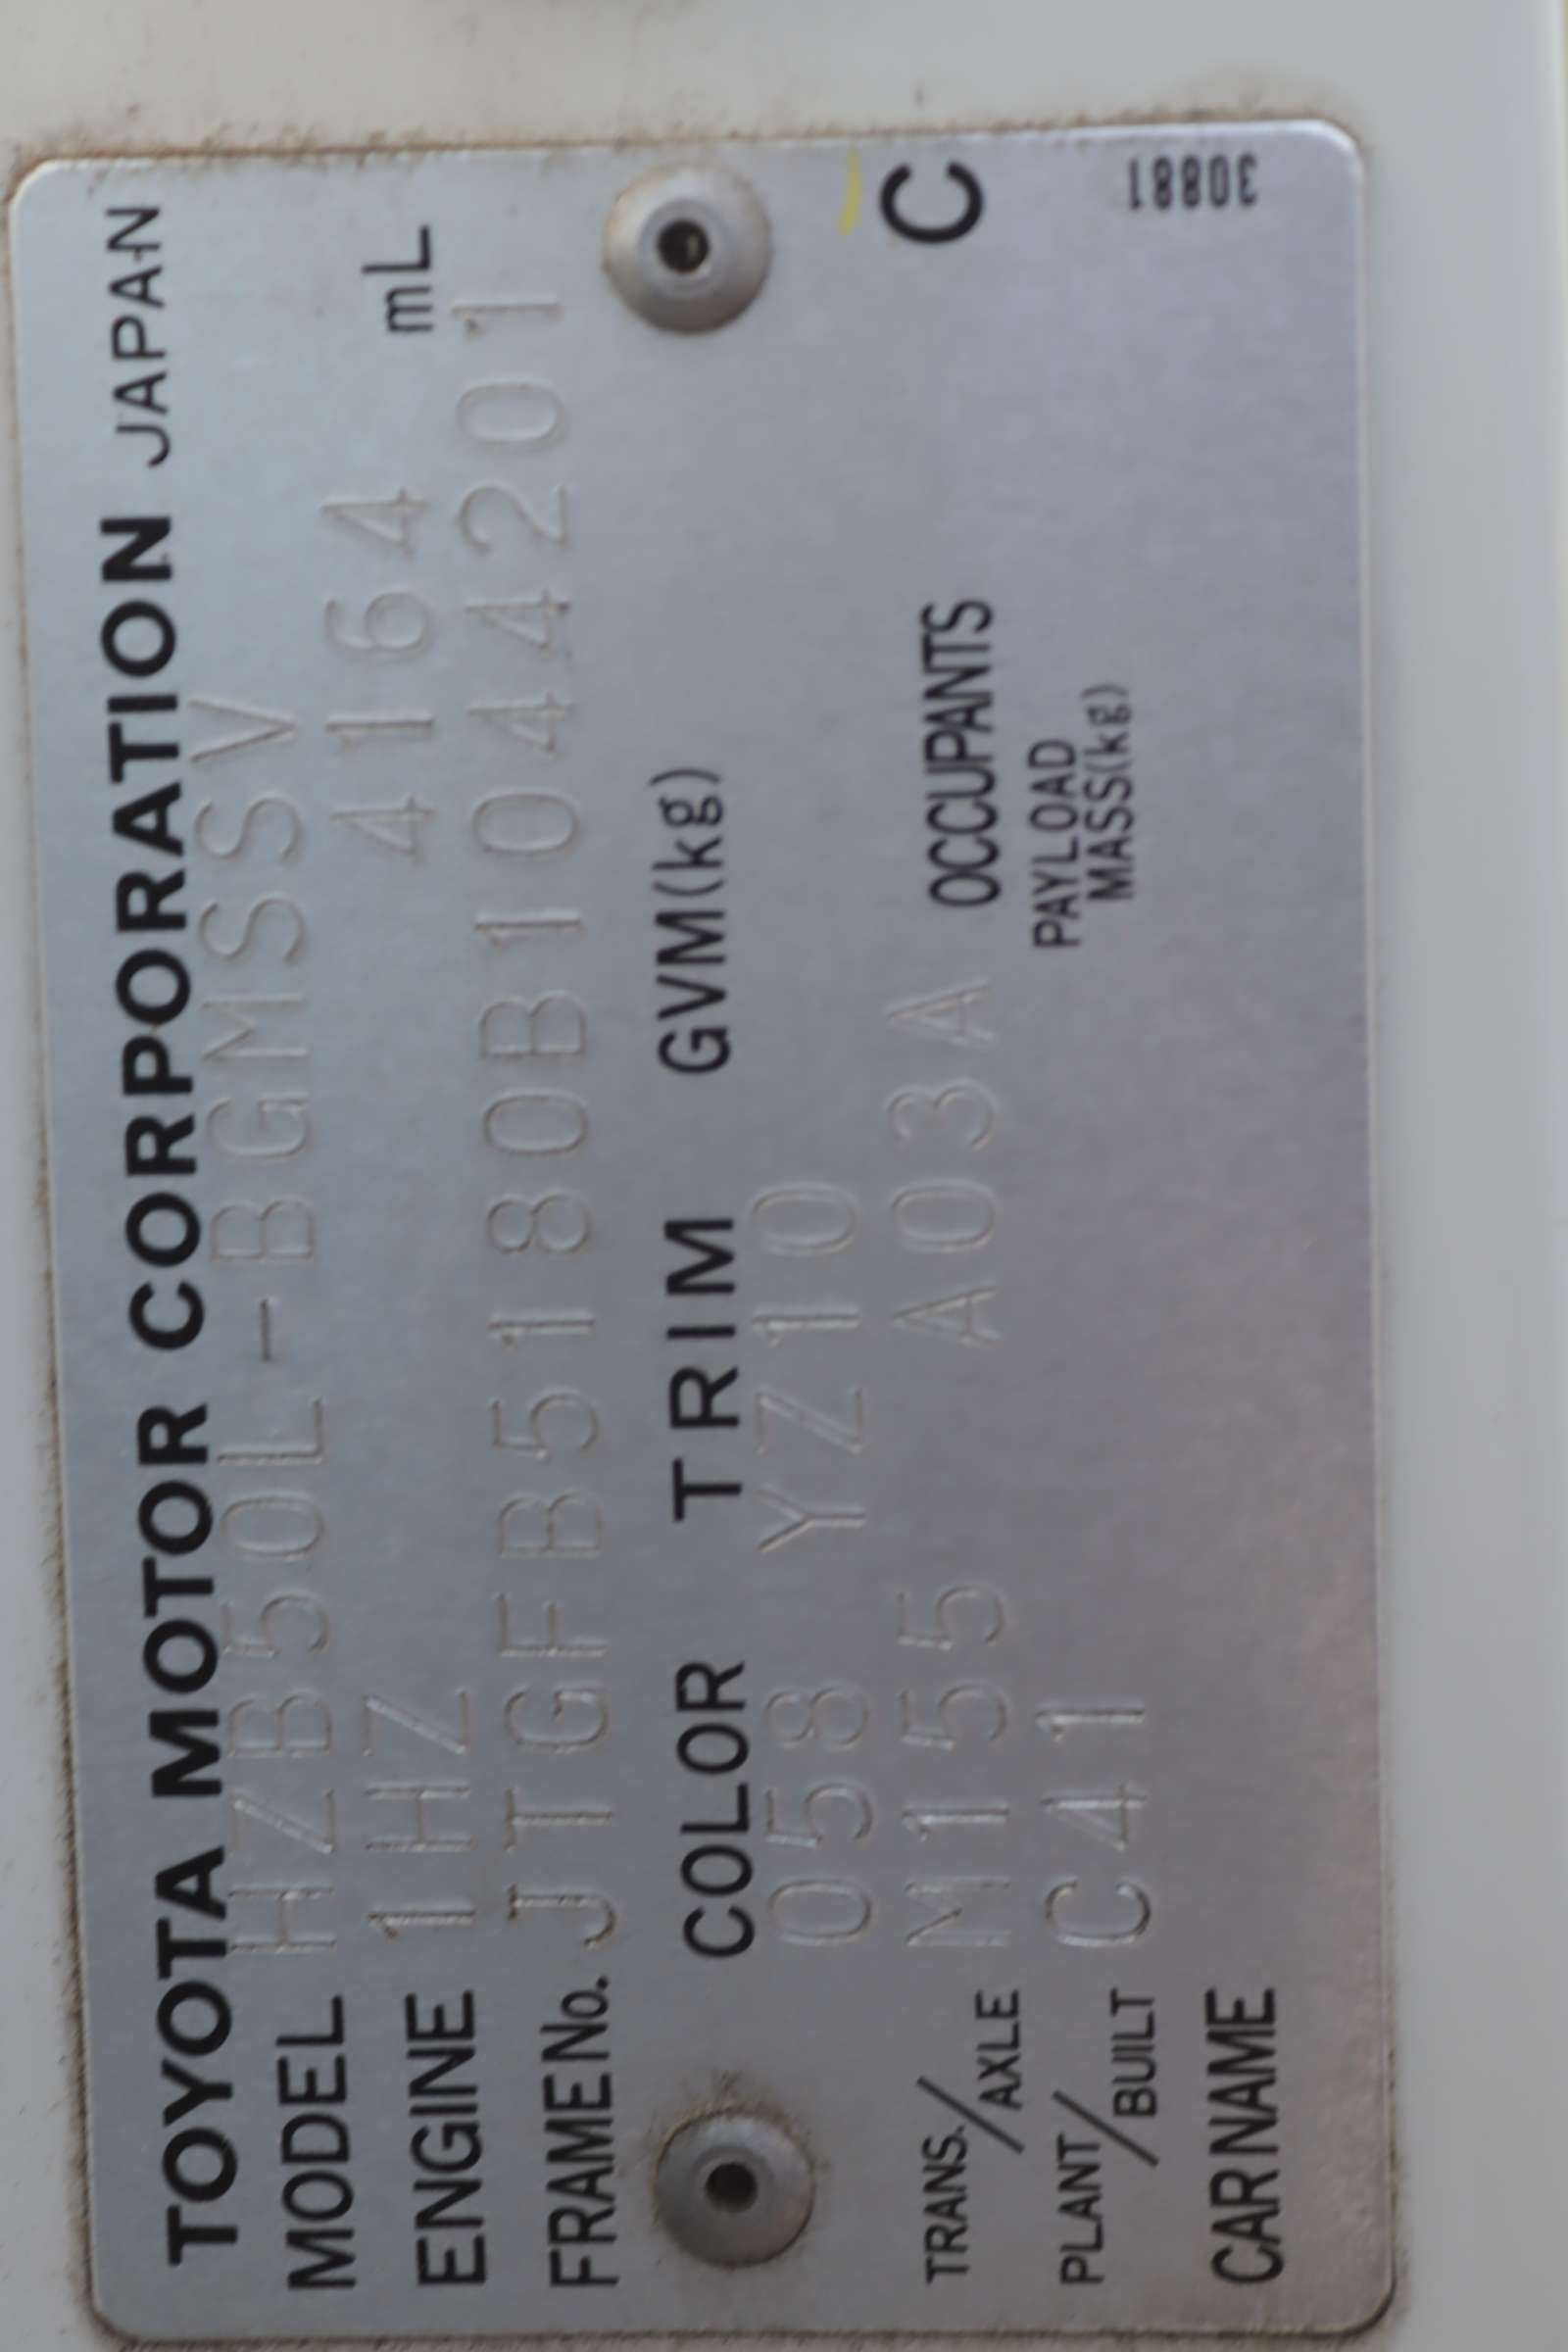 TOYOTA MOTOR CORPORATION JAPAN
MODEL HZB50L-BGMSSV
ENGINE 1HZ 4164 mL
FRAME No. JTGFB5180B1044201
COLOR TRIM GVM(kg)
058 YZ10
TRANS./AXLE M155 A03A OCCUPANTS C
PLANT/BUILT C41 PAYLOAD MASS(kg)
CAR NAME 30881